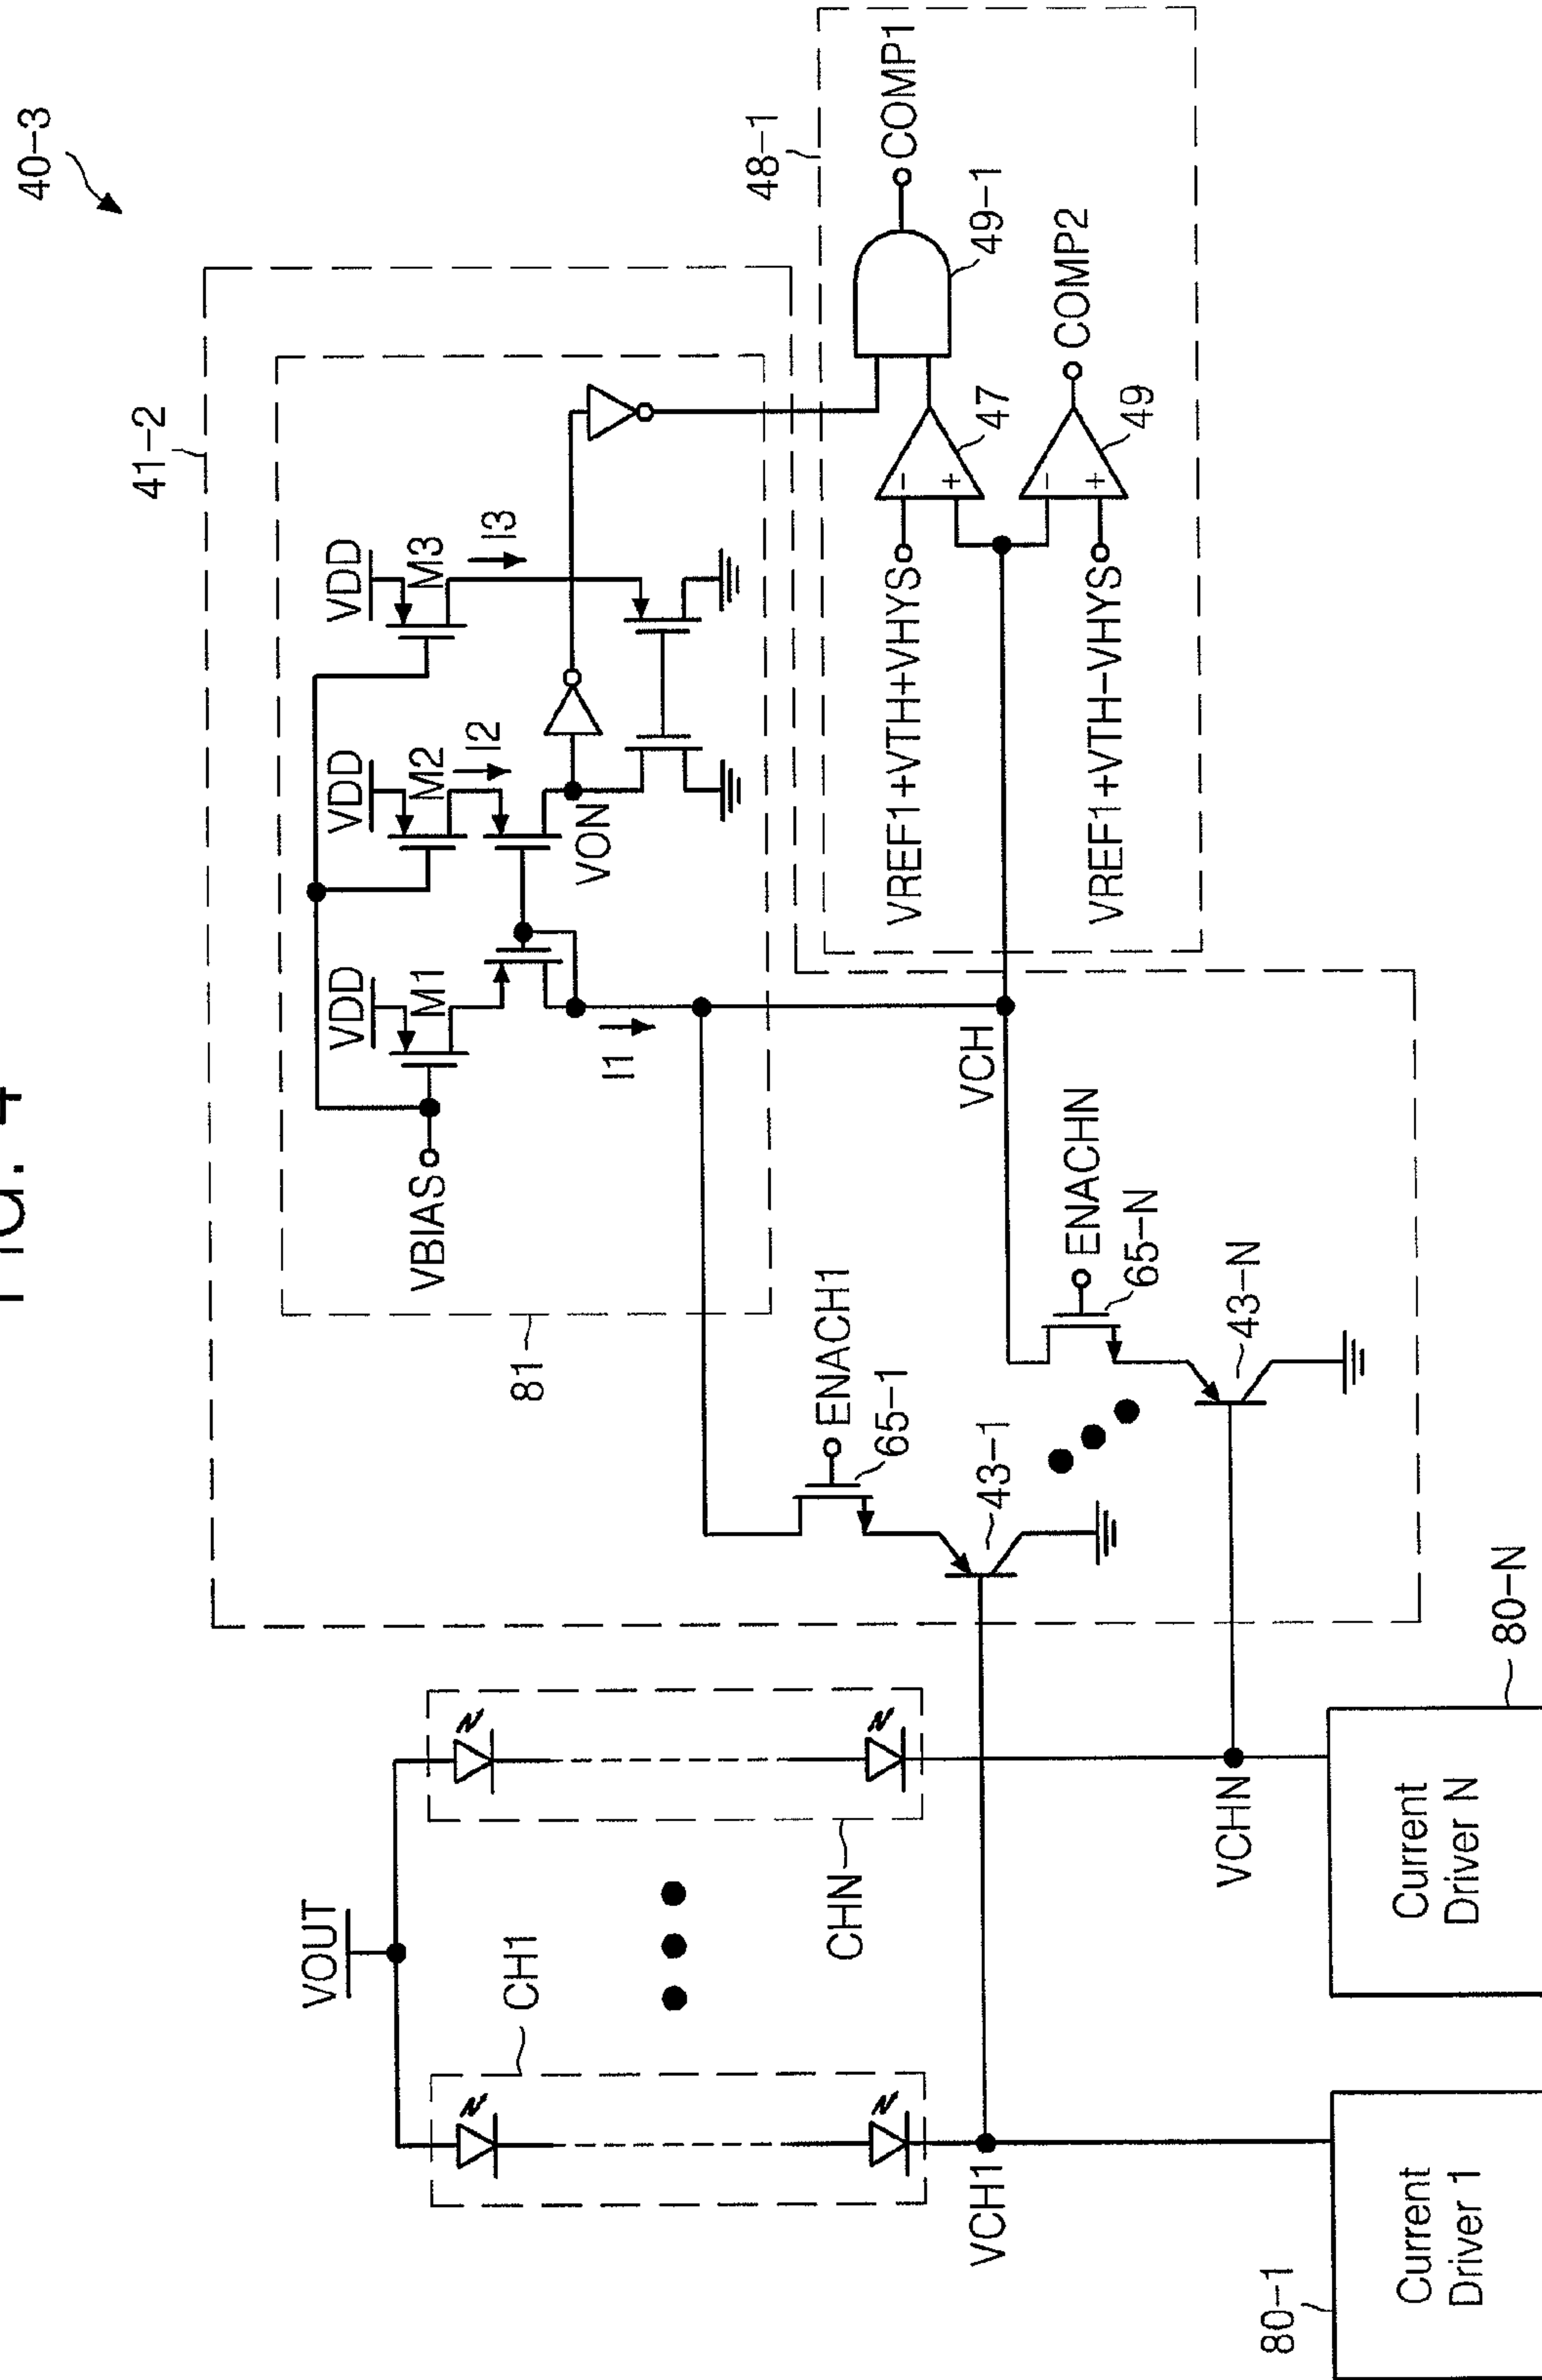 FIG. 4
40-3
41-2
48-1
VOUT
CH1
CHN
VCH1
VCHN
80-1
Current
Driver 1
80-N
Current
Driver N
81
VBIAS
VDD
M1
I1
VDD
M2
I2
VON
VDD
M3
I3
ENACH1
65-1
43-1
ENACHN
65-N
43-N
VCH
VREF1+VTH+VHYS
-
+
47
49-1
COMP1
VREF1+VTH-VHYS
-
+
49
COMP2